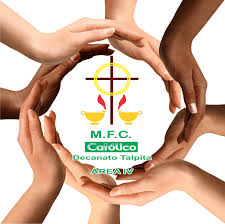 M.F.C.
Católico
Decanato Talpita
AREA IV